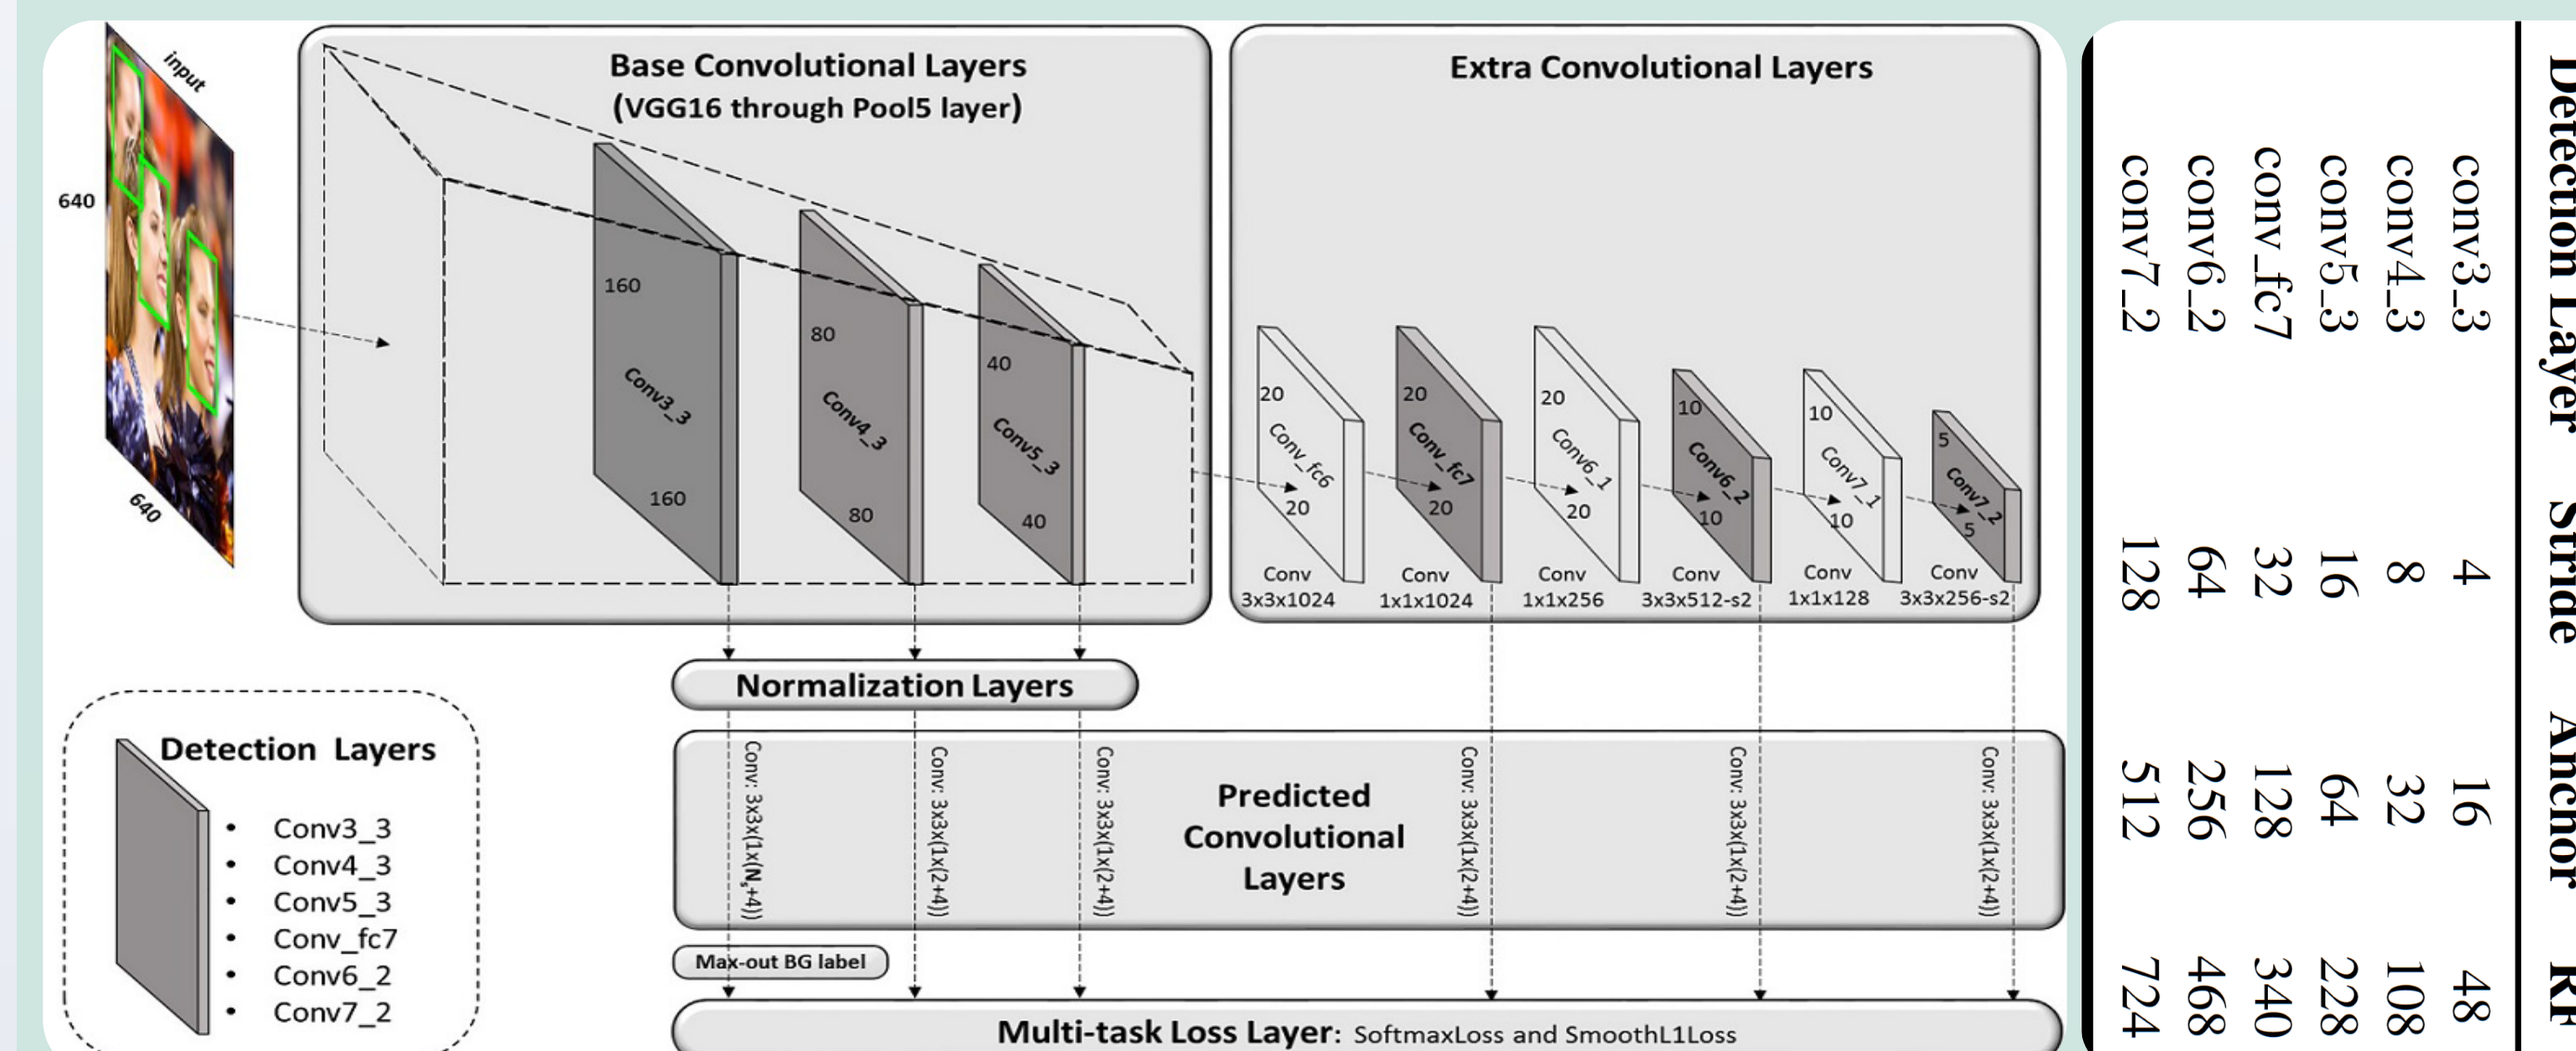 input
640
640
Base Convolutional Layers
(VGG16 through Pool5 layer)
160
Conv3_3
160
80
Conv4_3
80
40
Conv5_3
40
Extra Convolutional Layers
20
Conv_fc6
20
Conv
3x3x1024
20
Conv_fc7
20
Conv
1x1x1024
20
Conv6_1
20
Conv
1x1x256
10
Conv6_2
10
Conv
3x3x512-s2
10
Conv7_1
10
Conv
1x1x128
5
Conv7_2
5
Conv
3x3x256-s2
Normalization Layers
Conv: 3x3x(1x(Ns+4))
Conv: 3x3x(1x(2+4))
Conv: 3x3x(1x(2+4))
Predicted
Convolutional
Layers
Conv: 3x3x(1x(2+4))
Conv: 3x3x(1x(2+4))
Conv: 3x3x(1x(2+4))
Max-out BG label
Multi-task Loss Layer: SoftmaxLoss and SmoothL1Loss
Detection Layers
• Conv3_3
• Conv4_3
• Conv5_3
• Conv_fc7
• Conv6_2
• Conv7_2
Detection Layer Stride Anchor
conv3_3 4 16 48
conv4_3 8 32 108
conv5_3 16 64 228
conv_fc7 32 128 340
conv6_2 64 256 468
conv7_2 128 512 724